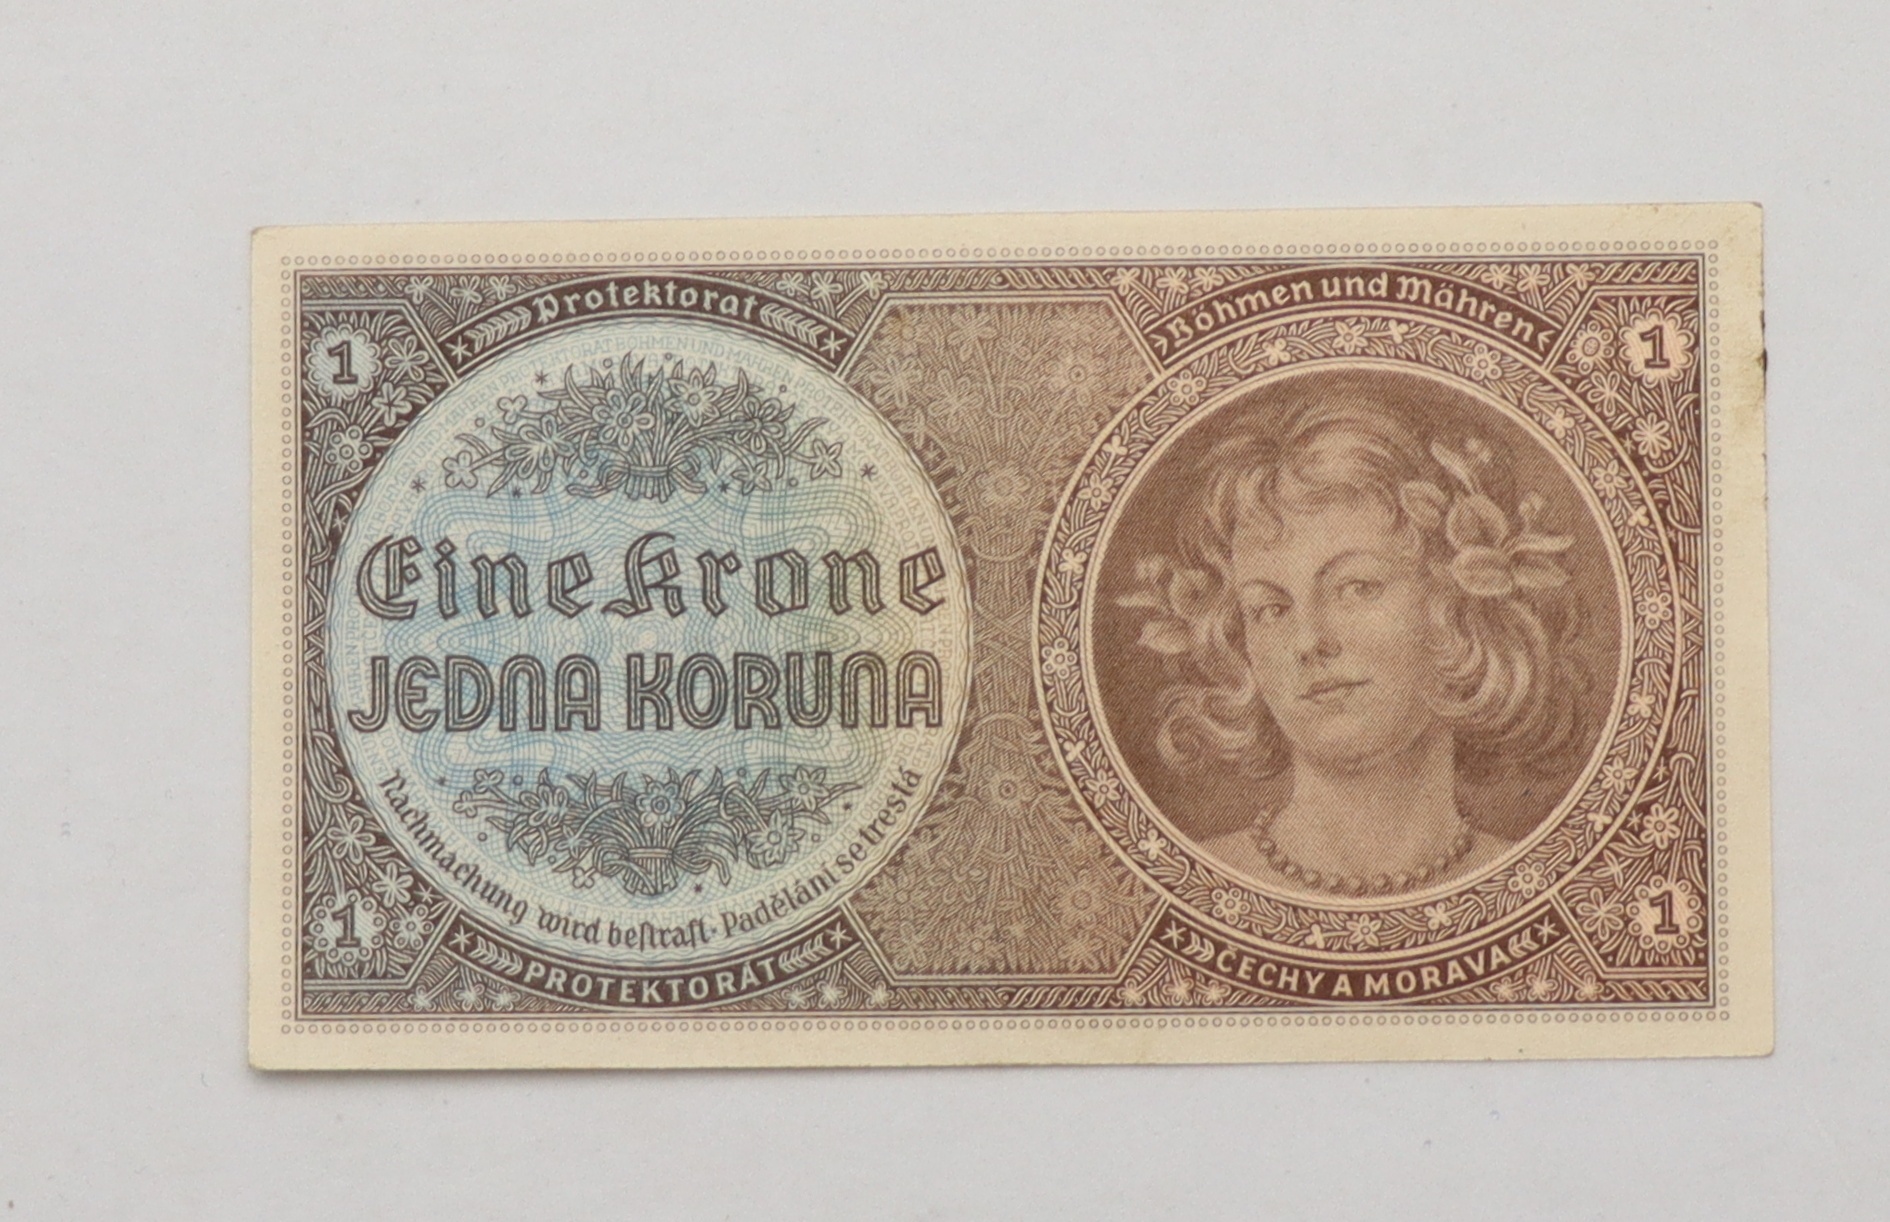 Protektorat
Böhmen und Mähren
1
1
Eine Krone
JEDNA KORUNA
Nachmachung wird bestraft · Padělání se trestá
1
1
PROTEKTORÁT
ČECHY A MORAVA